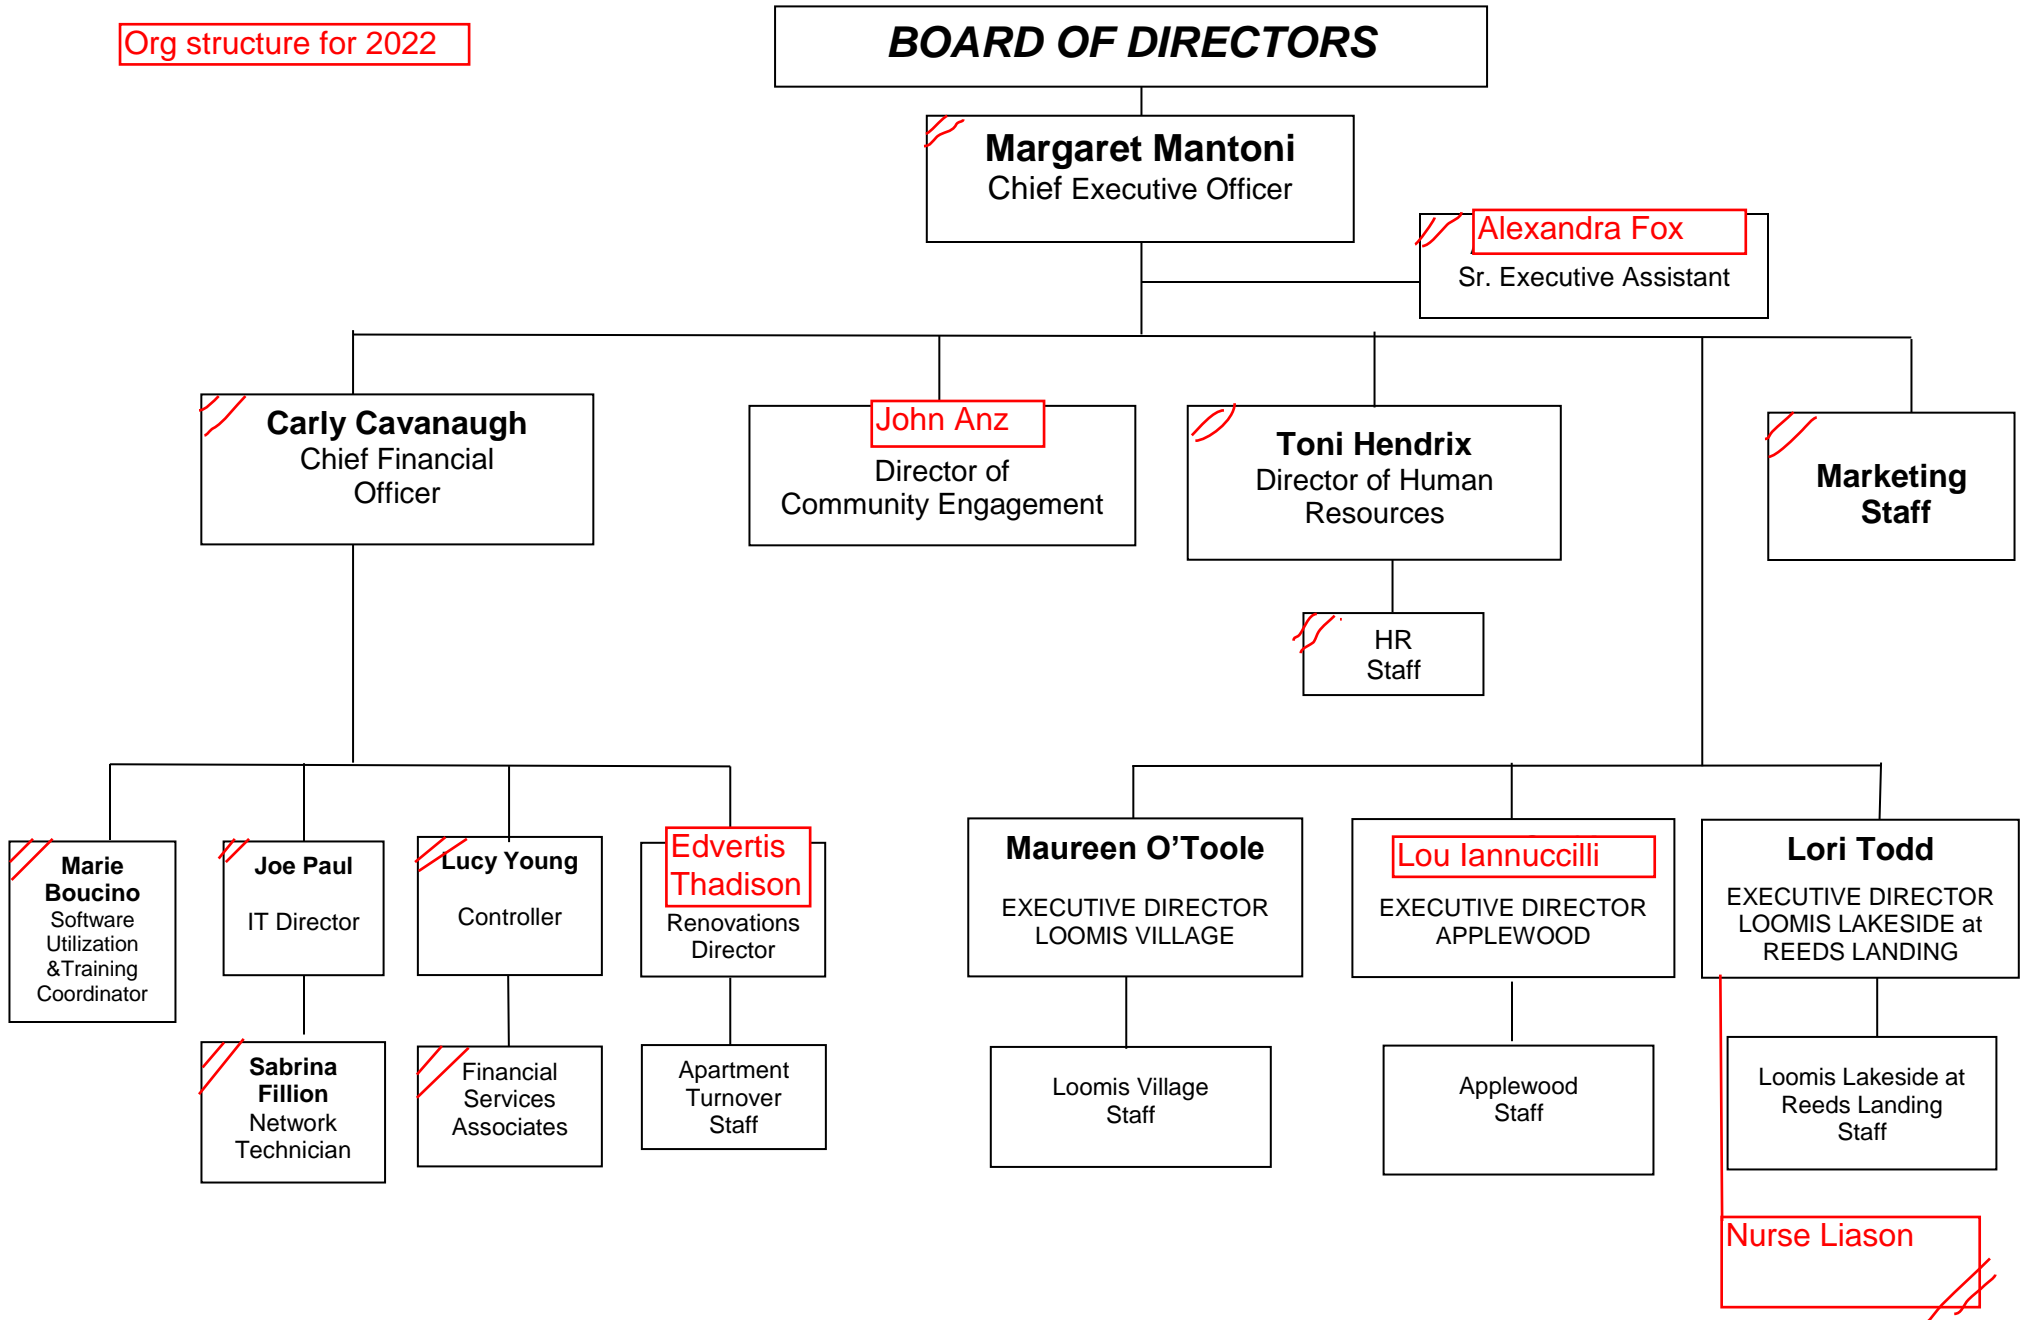 Org structure for 2022
BOARD OF DIRECTORS
Margaret Mantoni
Chief Executive Officer
Alexandra Fox
Sr. Executive Assistant
Carly Cavanaugh
Chief Financial
Officer
John Anz
Director of
Community Engagement
Toni Hendrix
Director of Human
Resources
Marketing
Staff
HR
Staff
Marie
Boucino
Software
Utilization
&Training
Coordinator
Joe Paul
IT Director
Lucy Young
Controller
Edvertis
Thadison
Renovations
Director
Maureen O'Toole
EXECUTIVE DIRECTOR
LOOMIS VILLAGE
Lou Iannuccilli
EXECUTIVE DIRECTOR
APPLEWOOD
Lori Todd
EXECUTIVE DIRECTOR
LOOMIS LAKESIDE at
REEDS LANDING
Sabrina
Fillion
Network
Technician
Financial
Services
Associates
Apartment
Turnover
Staff
Loomis Village
Staff
Applewood
Staff
Loomis Lakeside at
Reeds Landing
Staff
Nurse Liason